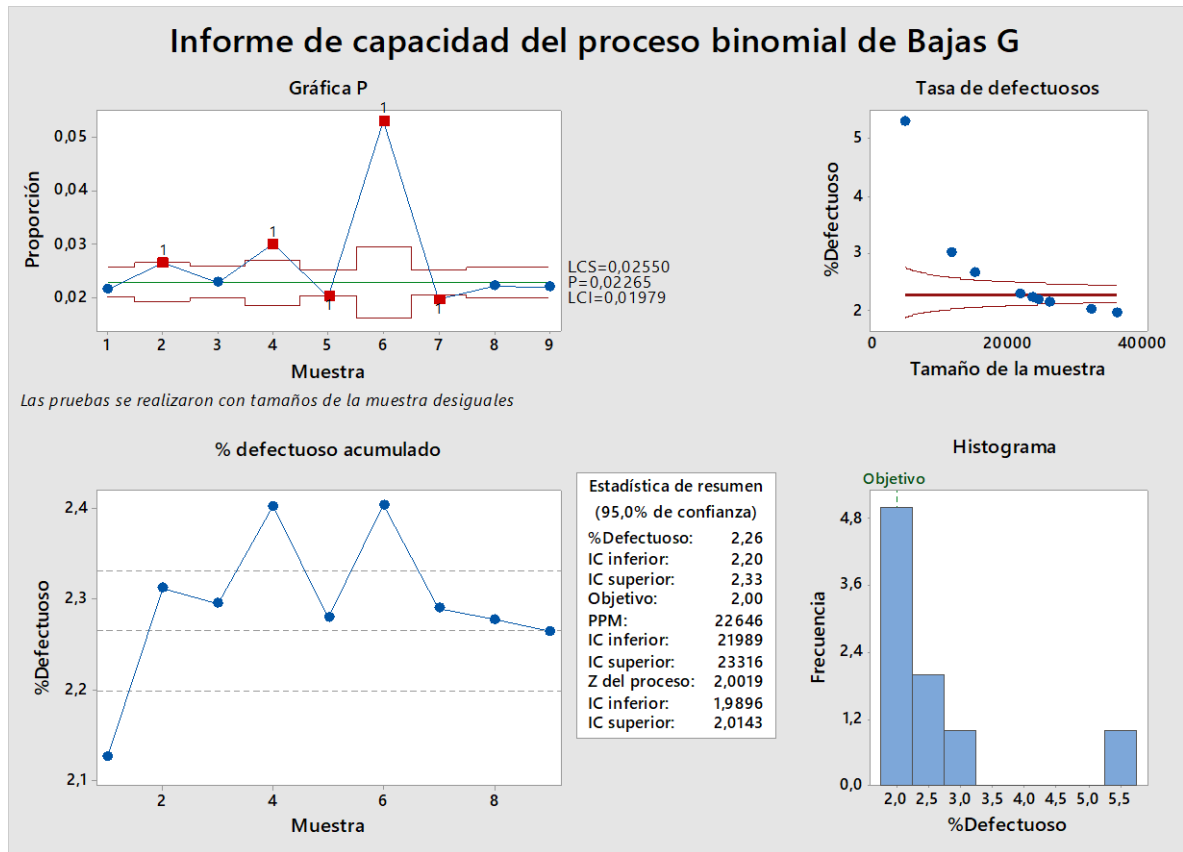 Informe de capacidad del proceso binomial de Bajas G
Gráfica P
Proporción
0,05
0,04
0,03
0,02
1
1
1
1
1
LCS=0,02550
P=0,02265
LCI=0,01979
1 2 3 4 5 6 7 8 9
Muestra
Las pruebas se realizaron con tamaños de la muestra desiguales
Tasa de defectuosos
%Defectuoso
5
4
3
2
0 20000 40000
Tamaño de la muestra
% defectuoso acumulado
%Defectuoso
2,4
2,3
2,2
2,1
2 4 6 8
Muestra
Estadística de resumen
(95,0% de confianza)
%Defectuoso: 2,26
IC inferior: 2,20
IC superior: 2,33
Objetivo: 2,00
PPM: 22646
IC inferior: 21989
IC superior: 23316
Z del proceso: 2,0019
IC inferior: 1,9896
IC superior: 2,0143
Histograma
Objetivo
Frecuencia
4,8
3,6
2,4
1,2
0,0
2,0 2,5 3,0 3,5 4,0 4,5 5,0 5,5
%Defectuoso